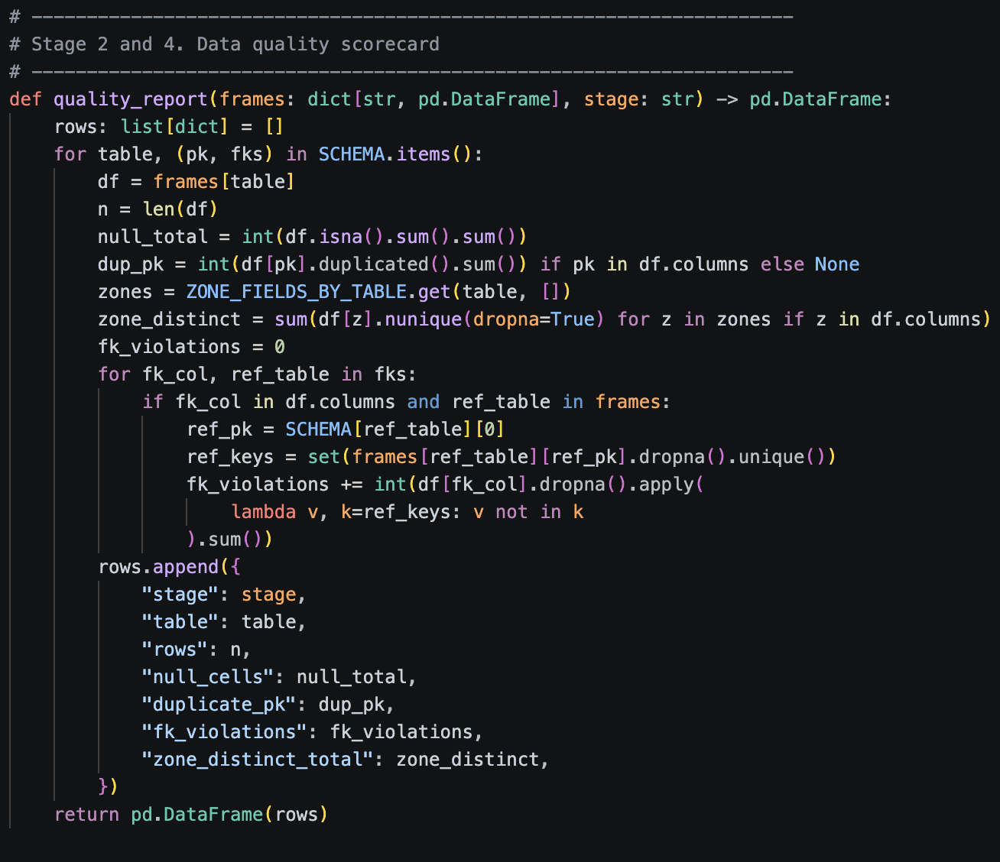 # ---------------------------------------------------------------------
# Stage 2 and 4. Data quality scorecard
# ---------------------------------------------------------------------
def quality_report(frames: dict[str, pd.DataFrame], stage: str) -> pd.DataFrame:
    rows: list[dict] = []
    for table, (pk, fks) in SCHEMA.items():
        df = frames[table]
        n = len(df)
        null_total = int(df.isna().sum().sum())
        dup_pk = int(df[pk].duplicated().sum()) if pk in df.columns else None
        zones = ZONE_FIELDS_BY_TABLE.get(table, [])
        zone_distinct = sum(df[z].nunique(dropna=True) for z in zones if z in df.columns)
        fk_violations = 0
        for fk_col, ref_table in fks:
            if fk_col in df.columns and ref_table in frames:
                ref_pk = SCHEMA[ref_table][0]
                ref_keys = set(frames[ref_table][ref_pk].dropna().unique())
                fk_violations += int(df[fk_col].dropna().apply(
                    lambda v, k=ref_keys: v not in k
                ).sum())
        rows.append({
            "stage": stage,
            "table": table,
            "rows": n,
            "null_cells": null_total,
            "duplicate_pk": dup_pk,
            "fk_violations": fk_violations,
            "zone_distinct_total": zone_distinct,
        })
    return pd.DataFrame(rows)